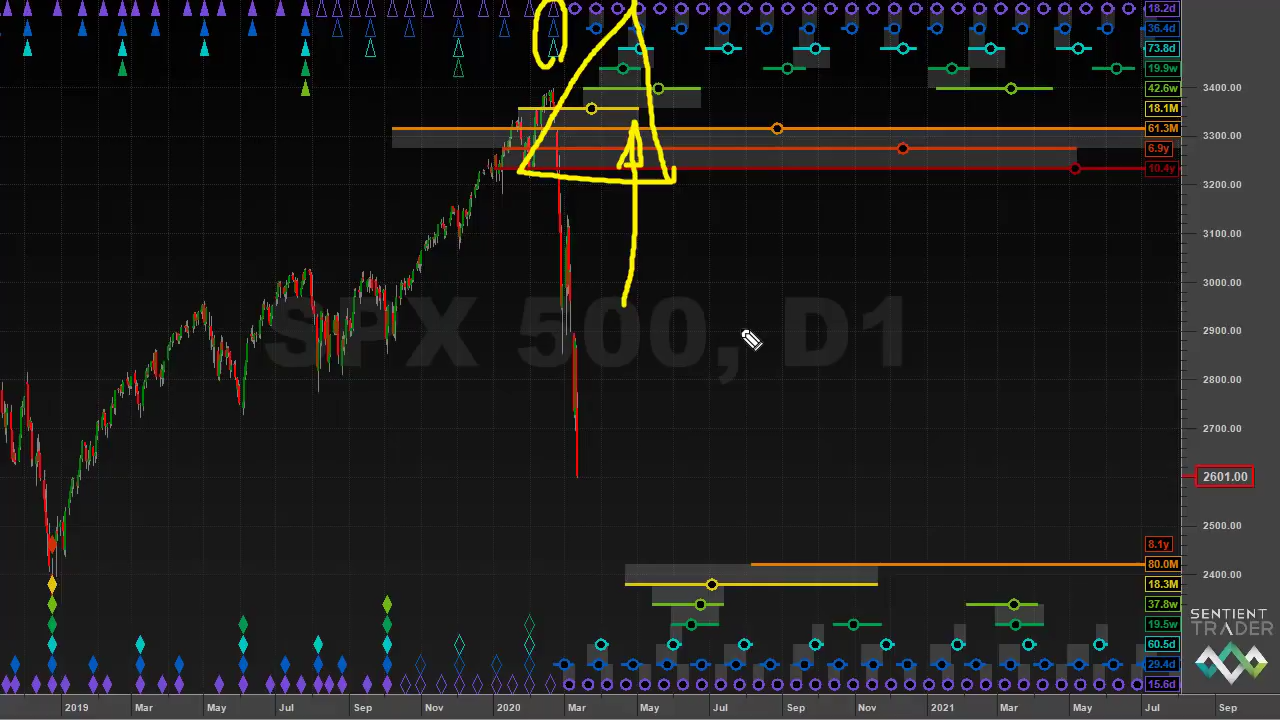 18.2d
36.4d
73.8d
19.9w
42.6w
18.1M
61.3M
6.9y
10.4y
3400.00
3300.00
3200.00
3100.00
3000.00
2900.00
2800.00
2700.00
2601.00
2500.00
2400.00
SPX 500, D1
8.1y
80.0M
18.3M
37.8w
19.5w
60.5d
29.4d
15.6d
SENTIENT
TRADER
2019 Mar May Jul Sep Nov 2020 Mar May Jul Sep Nov 2021 Mar May Jul Sep